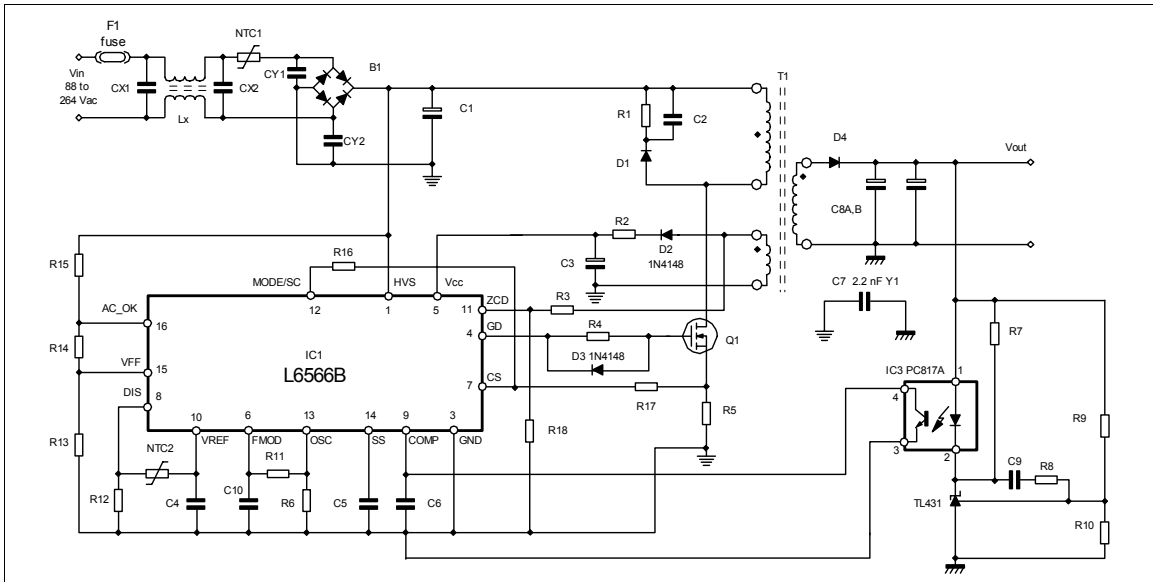 F1
fuse
NTC1
Vin
88 to
264 Vac
CX1
Lx
CX2
CY1
B1
CY2
C1
R1
C2
D1
T1
D4
Vout
C8A,B
R2
D2
1N4148
C3
C7 2.2 nF Y1
R15
R16
MODE/SC
HVS
Vcc
12
1
5
AC_OK
16
R14
VFF
15
DIS
8
IC1
L6566B
11
ZCD
R3
4
GD
R4
D3 1N4148
Q1
7
CS
R17
R5
R18
R13
10
6
13
14
9
3
VREF
FMOD
OSC
SS
COMP
GND
NTC2
R11
R12
C4
C10
R6
C5
C6
R7
IC3 PC817A
1
4
3
2
R9
C9
R8
TL431
R10